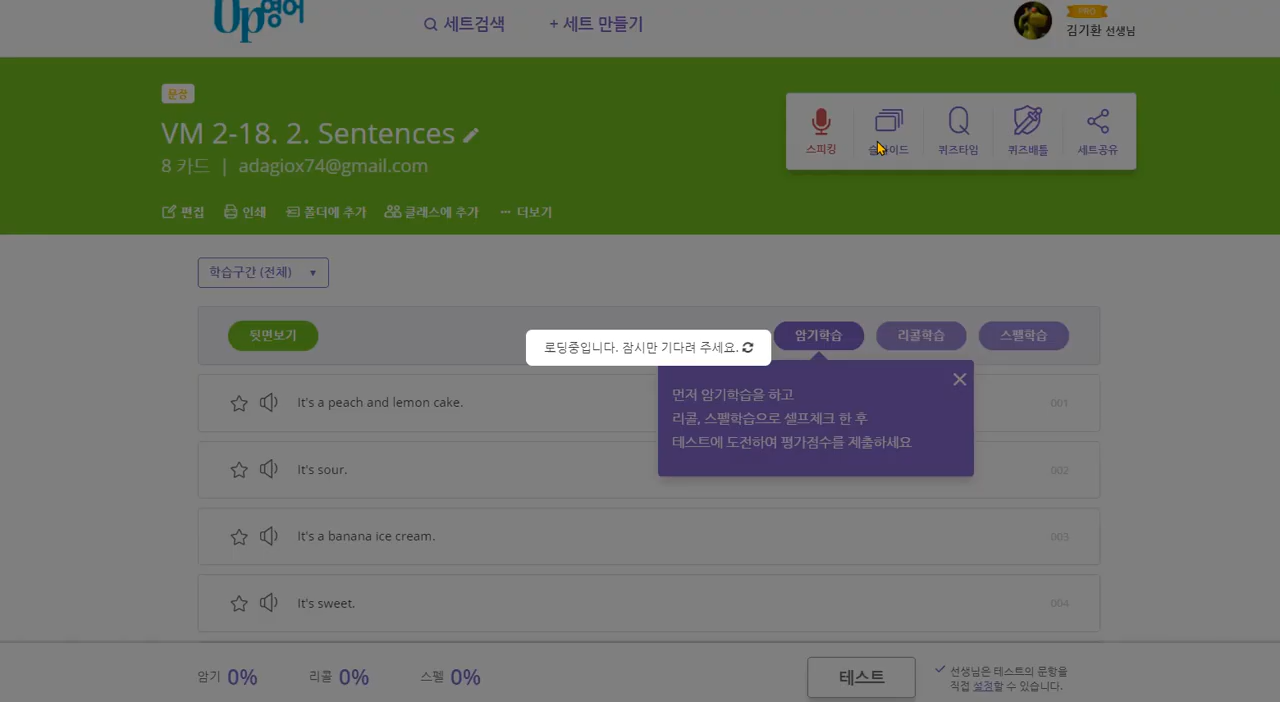 Up영어
세트검색
+ 세트 만들기
PRO
김기환 선생님
문장
VM 2-18. 2. Sentences
8 카드 | adagiox74@gmail.com
스피킹
퀴즈타임
퀴즈배틀
세트공유
편집
인쇄
폴더에 추가
클래스에 추가
더보기
학습구간 (전체)
뒷면보기
로딩중입니다. 잠시만 기다려 주세요.
암기학습
리콜학습
스펠학습
먼저 암기학습을 하고
리콜, 스펠학습으로 셀프체크 한 후
테스트에 도전하여 평가점수를 제출하세요
It's a peach and lemon cake.
001
It's sour.
002
It's a banana ice cream.
003
It's sweet.
004
암기 0%
리콜 0%
스펠 0%
테스트
선생님은 테스트의 문항을
직접 설정할 수 있습니다.